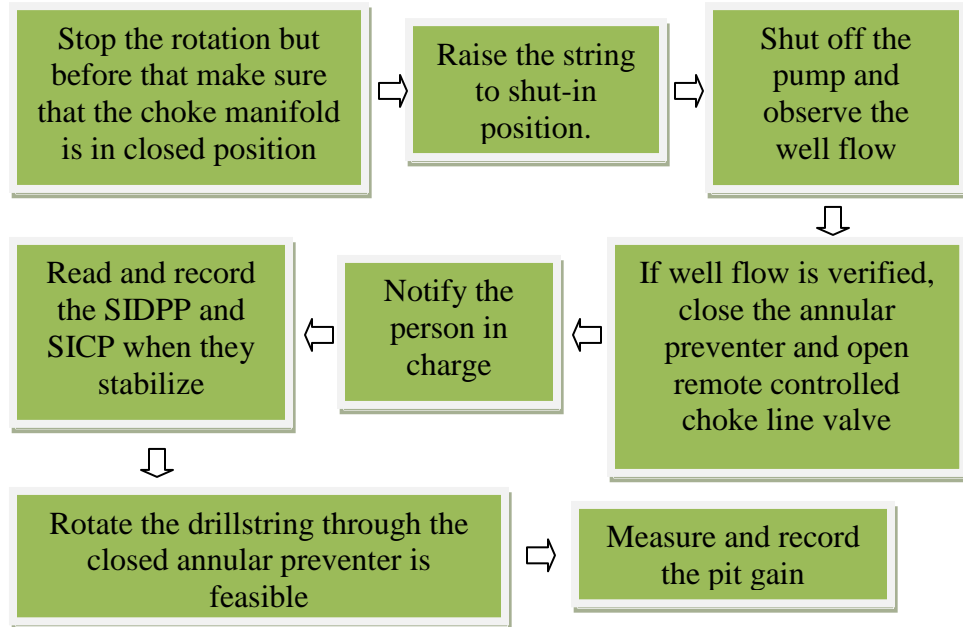 Stop the rotation but
before that make sure
that the choke manifold
is in closed position
Raise the string
to shut-in
position.
Shut off the
pump and
observe the
well flow
If well flow is verified,
close the annular
preventer and open
remote controlled
choke line valve
Notify the
person in
charge
Read and record
the SIDPP and
SICP when they
stabilize
Rotate the drillstring through the
closed annular preventer is
feasible
Measure and record
the pit gain